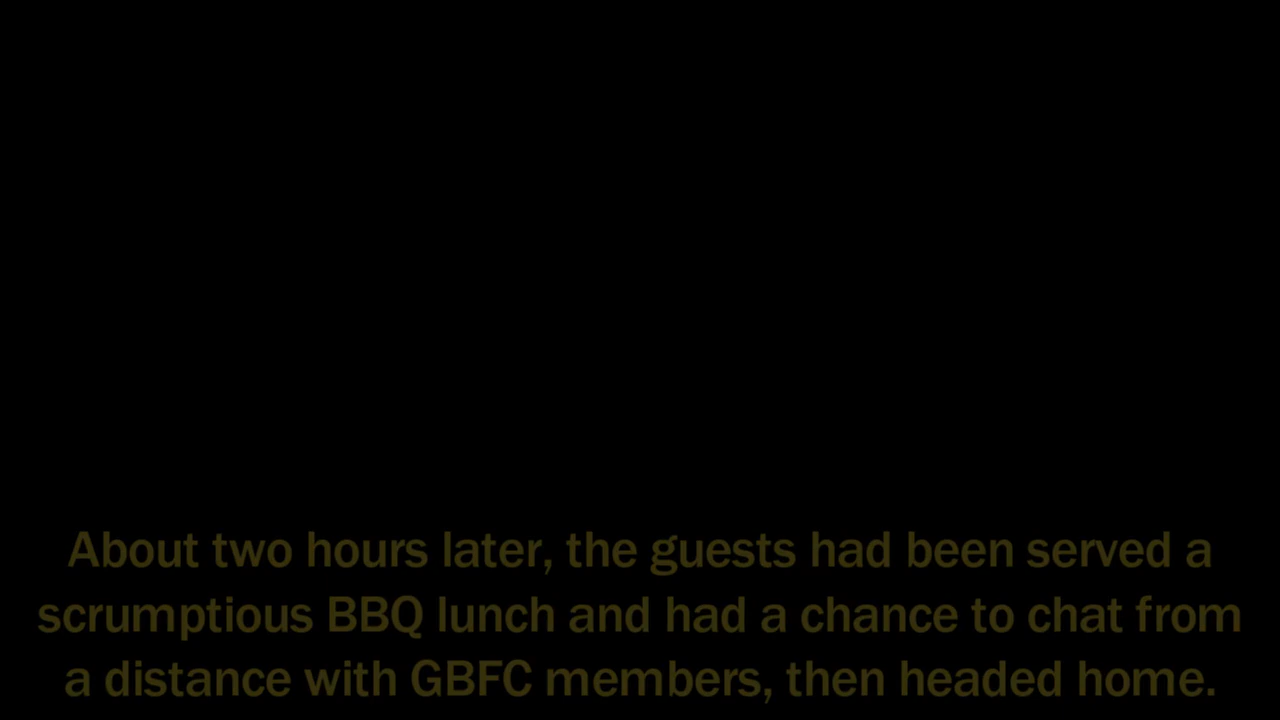 About two hours later, the guests had been served a
scrumptious BBQ lunch and had a chance to chat from
a distance with GBFC members, then headed home.